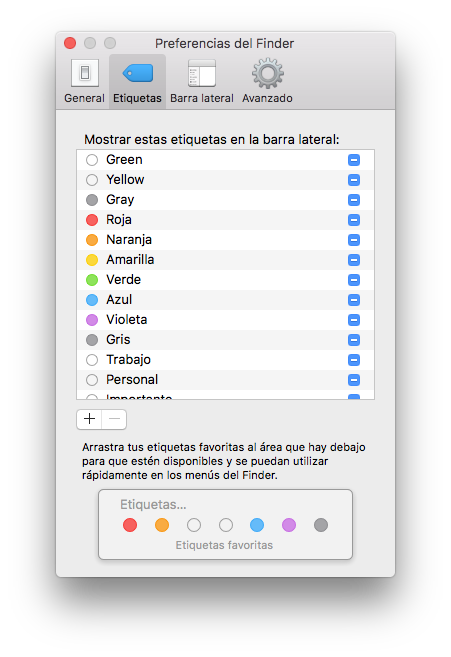 Preferencias del Finder
General Etiquetas Barra lateral Avanzado
Mostrar estas etiquetas en la barra lateral:
Green
Yellow
Gray
Roja
Naranja
Amarilla
Verde
Azul
Violeta
Gris
Trabajo
Personal
Importante
Arrastra tus etiquetas favoritas al área que hay debajo
para que estén disponibles y se puedan utilizar
rápidamente en los menús del Finder.
Etiquetas...
Etiquetas favoritas